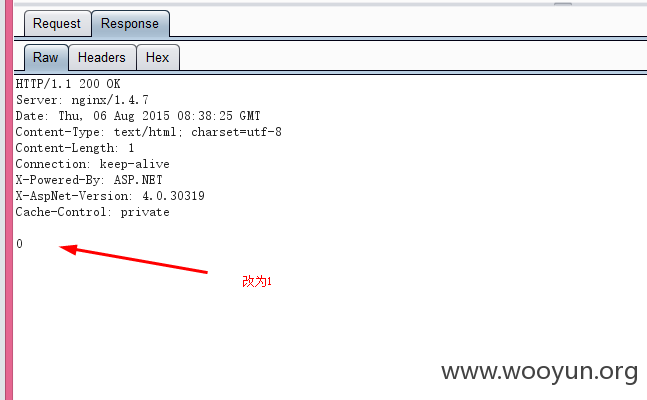 Request Response
Raw Headers Hex
HTTP/1.1 200 OK
Server: nginx/1.4.7
Date: Thu, 06 Aug 2015 08:38:25 GMT
Content-Type: text/html; charset=utf-8
Content-Length: 1
Connection: keep-alive
X-Powered-By: ASP.NET
X-AspNet-Version: 4.0.30319
Cache-Control: private
0
改为1
www.wooyun.org